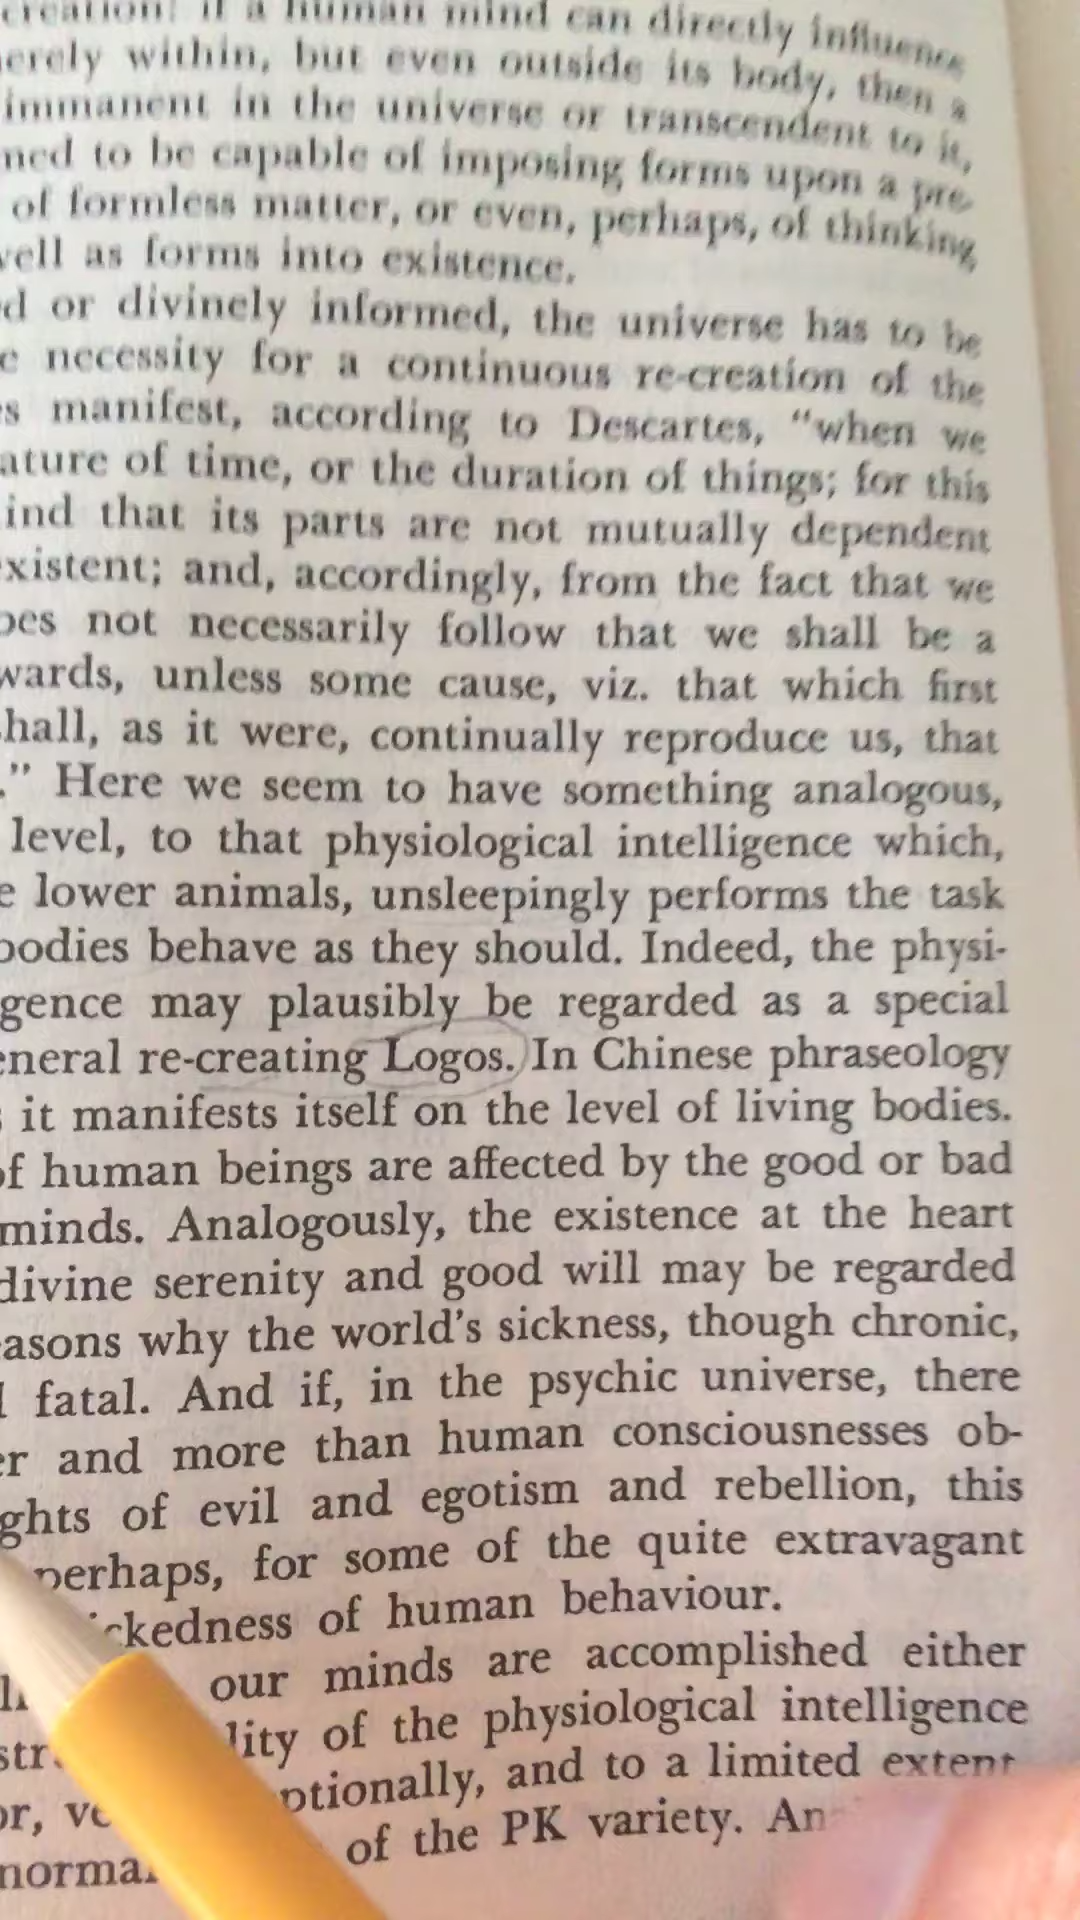 creation: if a human mind can directly influence
erely within, but even outside its body, then a
immanent in the universe or transcendent to it,
med to be capable of imposing forms upon a pre-
of formless matter, or even, perhaps, of thinking
vell as forms into existence.
d or divinely informed, the universe has to be
e necessity for a continuous re-creation of the
s manifest, according to Descartes, “when we
ature of time, or the duration of things; for this
ind that its parts are not mutually dependent
xistent; and, accordingly, from the fact that we
oes not necessarily follow that we shall be a
wards, unless some cause, viz. that which first
hall, as it were, continually reproduce us, that
.” Here we seem to have something analogous,
level, to that physiological intelligence which,
e lower animals, unsleepingly performs the task
bodies behave as they should. Indeed, the physi-
gence may plausibly be regarded as a special
eneral re-creating Logos. In Chinese phraseology
it manifests itself on the level of living bodies.
of human beings are affected by the good or bad
minds. Analogously, the existence at the heart
divine serenity and good will may be regarded
easons why the world’s sickness, though chronic,
fatal. And if, in the psychic universe, there
er and more than human consciousnesses ob-
ghts of evil and egotism and rebellion, this
perhaps, for some of the quite extravagant
ickedness of human behaviour.
our minds are accomplished either
lity of the physiological intelligence
or, ve ptionally, and to a limited extent
of the PK variety. An